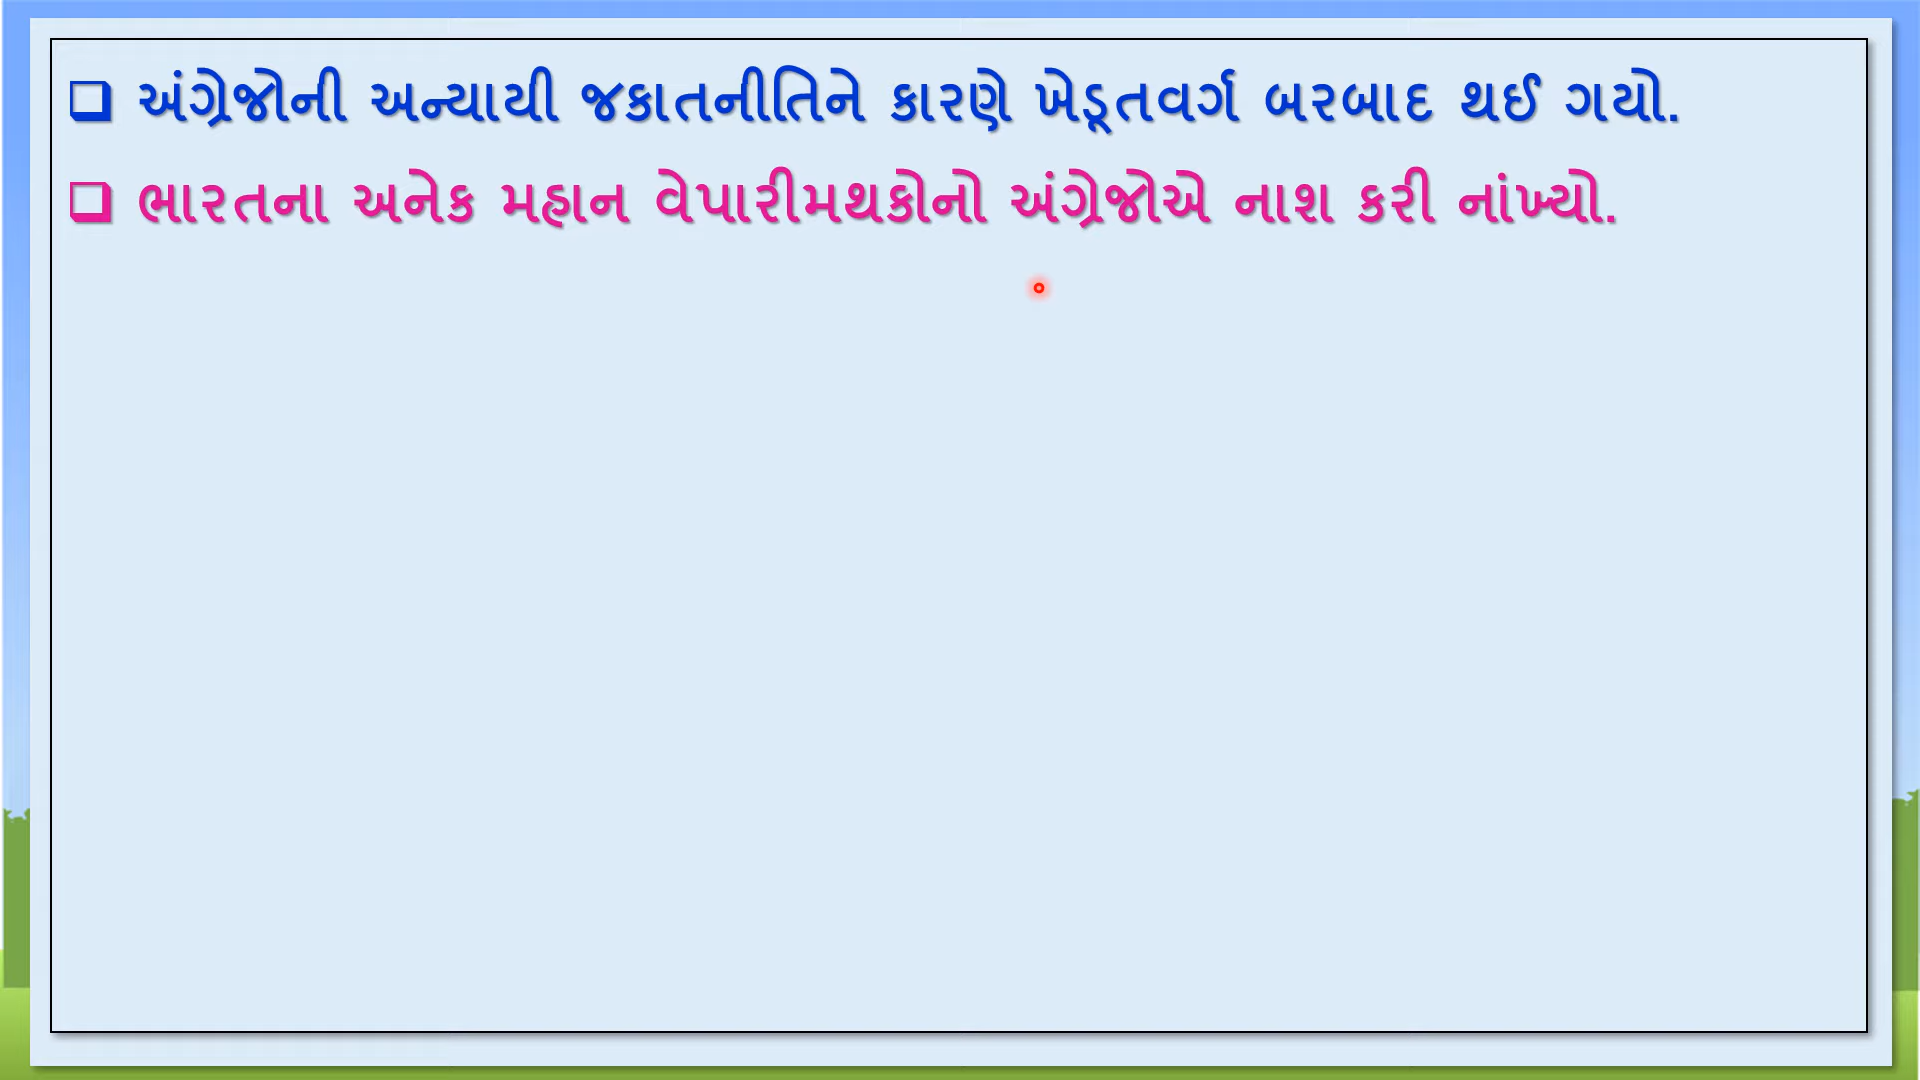 ❑ અંગ્રેજોની અન્યાયી જકાતનીતિને કારણે ખેડૂતવર્ગ બરબાદ થઈ ગયો.
❑ ભારતના અનેક મહાન વેપારીમથકોનો અંગ્રેજોએ નાશ કરી નાંખ્યો.